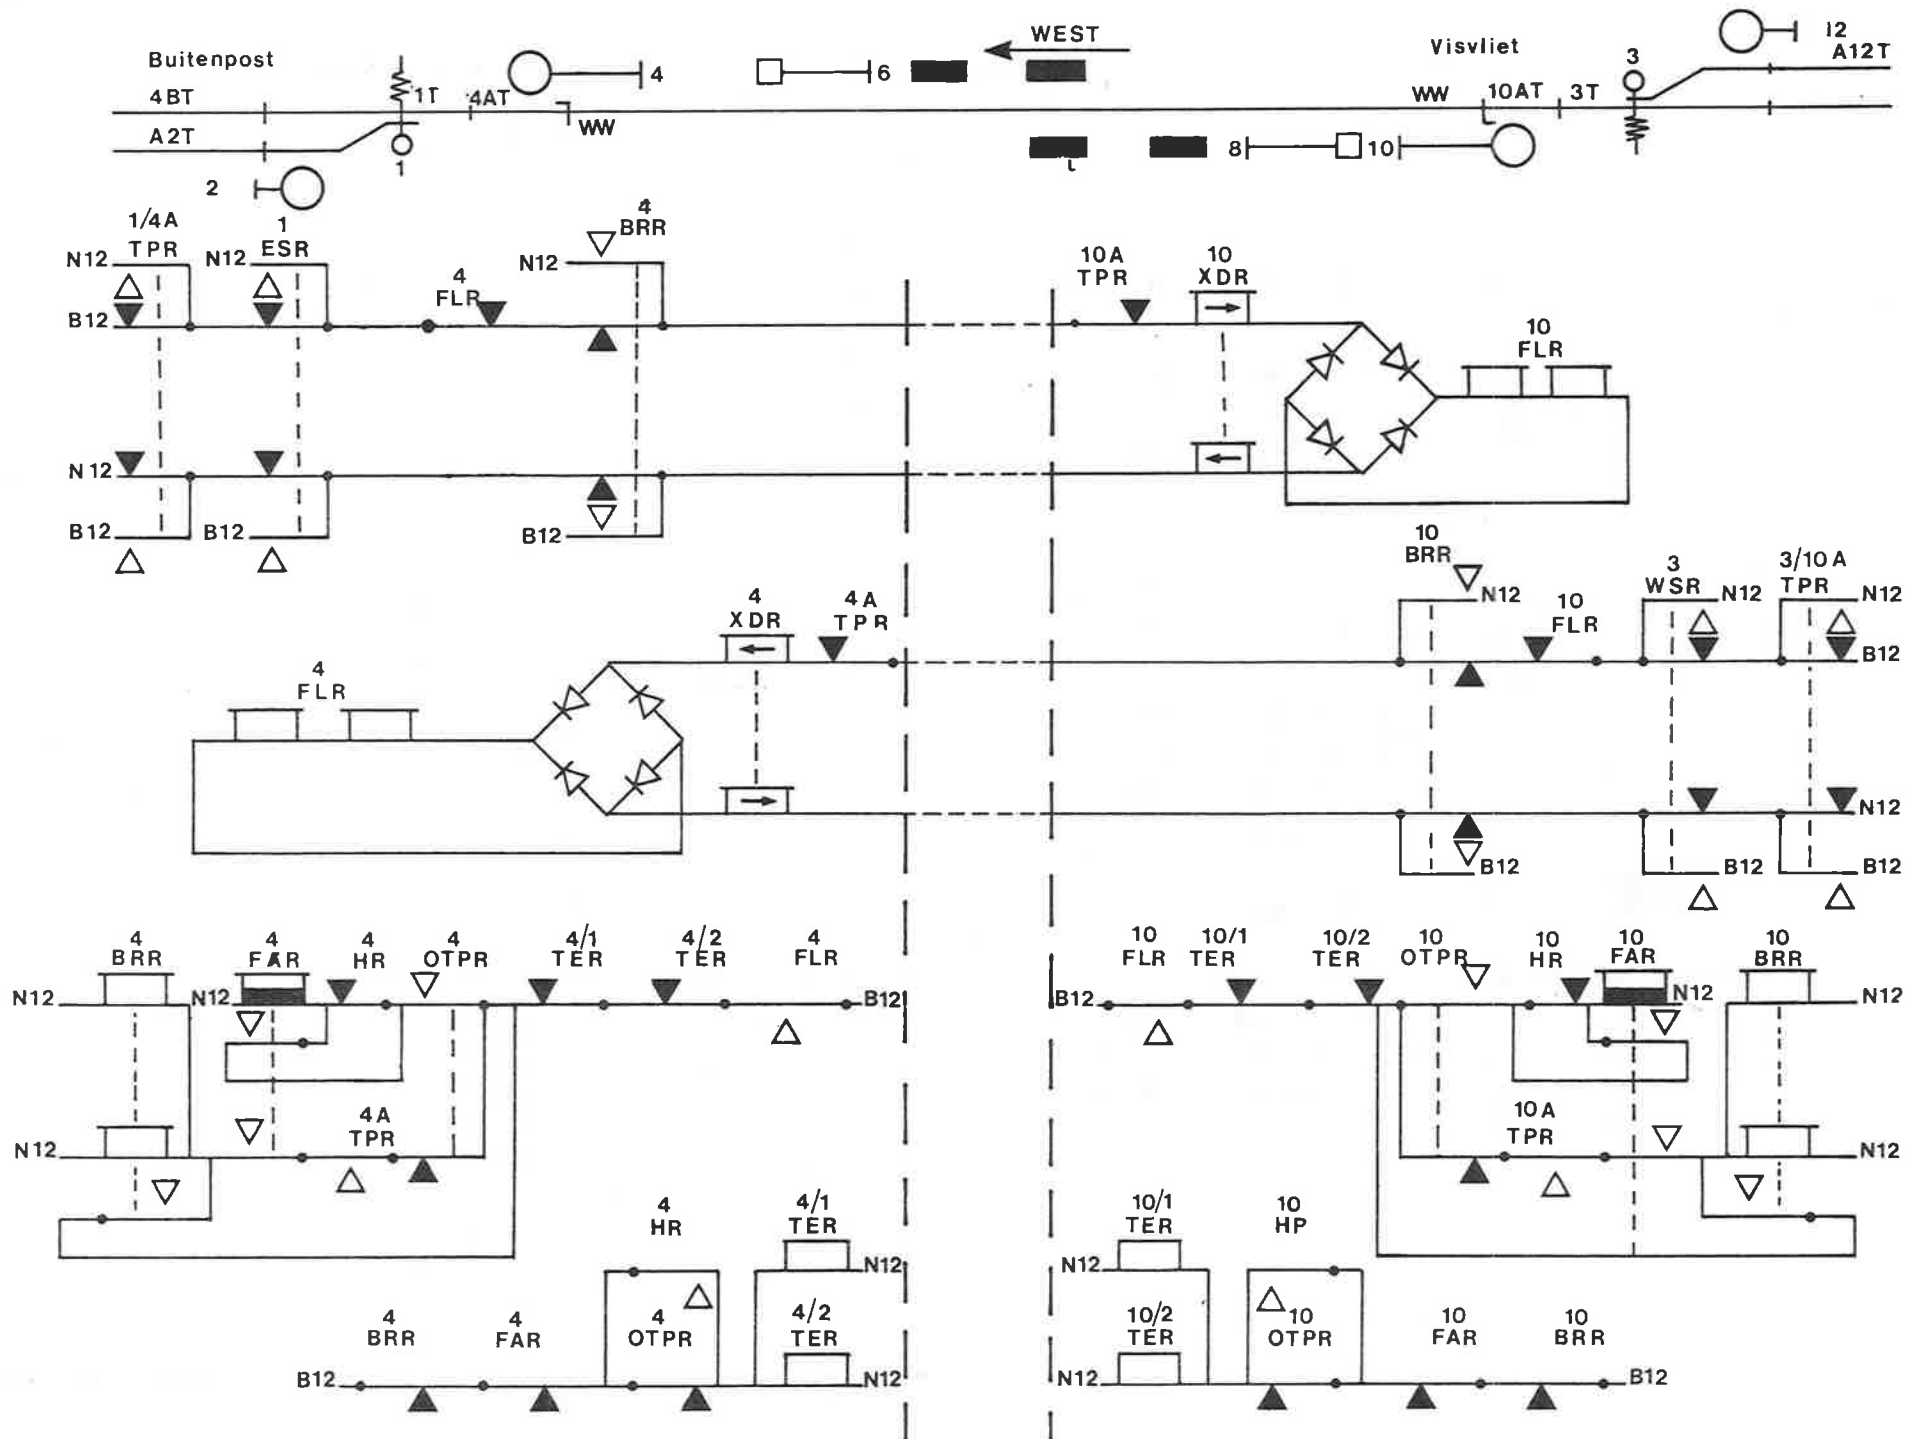 WEST
Buitenpost
Visvliet
4
6
3
12
A12T
4BT
1T
4AT
WW
WW
10AT
3T
A2T
1
8
10
2
1/4A
TPR
1
ESR
4
BRR
N12
N12
N12
4
FLR
B12
10A
TPR
10
XDR
10
FLR
N12
B12
B12
B12
10
BRR
N12
10
FLR
3
WSR
N12
3/10A
TPR
N12
B12
4
FLR
4
XDR
4A
TPR
N12
B12
B12
B12
4
BRR
4
FAR
4
HR
4
OTPR
4/1
TER
4/2
TER
4
FLR
N12
N12
B12
10
FLR
10/1
TER
10/2
TER
10
OTPR
10
HR
10
FAR
10
BRR
B12
N12
N12
4A
TPR
N12
10A
TPR
N12
4
HR
4/1
TER
N12
10/1
TER
N12
10
HP
4
BRR
4
FAR
4
OTPR
4/2
TER
B12
N12
10/2
TER
N12
10
OTPR
10
FAR
10
BRR
B12